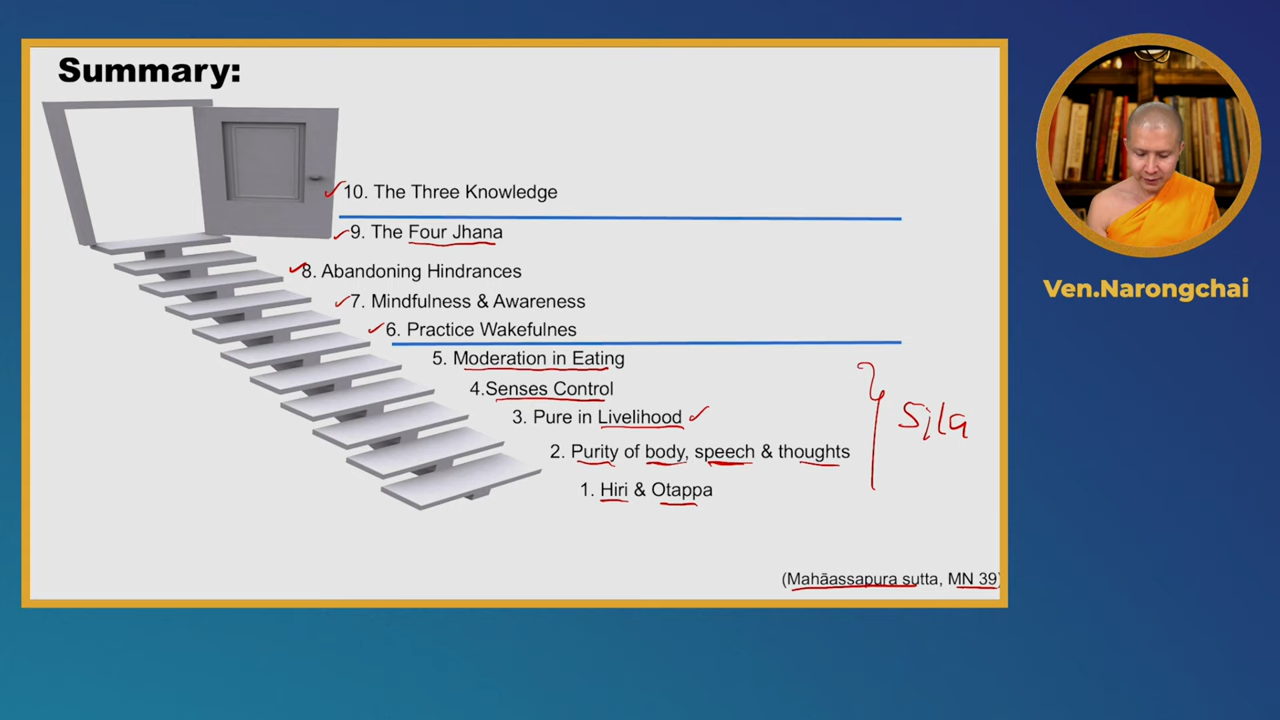 Summary:
10. The Three Knowledge
9. The Four Jhana
8. Abandoning Hindrances
7. Mindfulness & Awareness
6. Practice Wakefulnes
5. Moderation in Eating
4.Senses Control
3. Pure in Livelihood
2. Purity of body, speech & thoughts
1. Hiri & Otappa
Sila
(Mahāassapura sutta, MN 39)
Ven.Narongchai